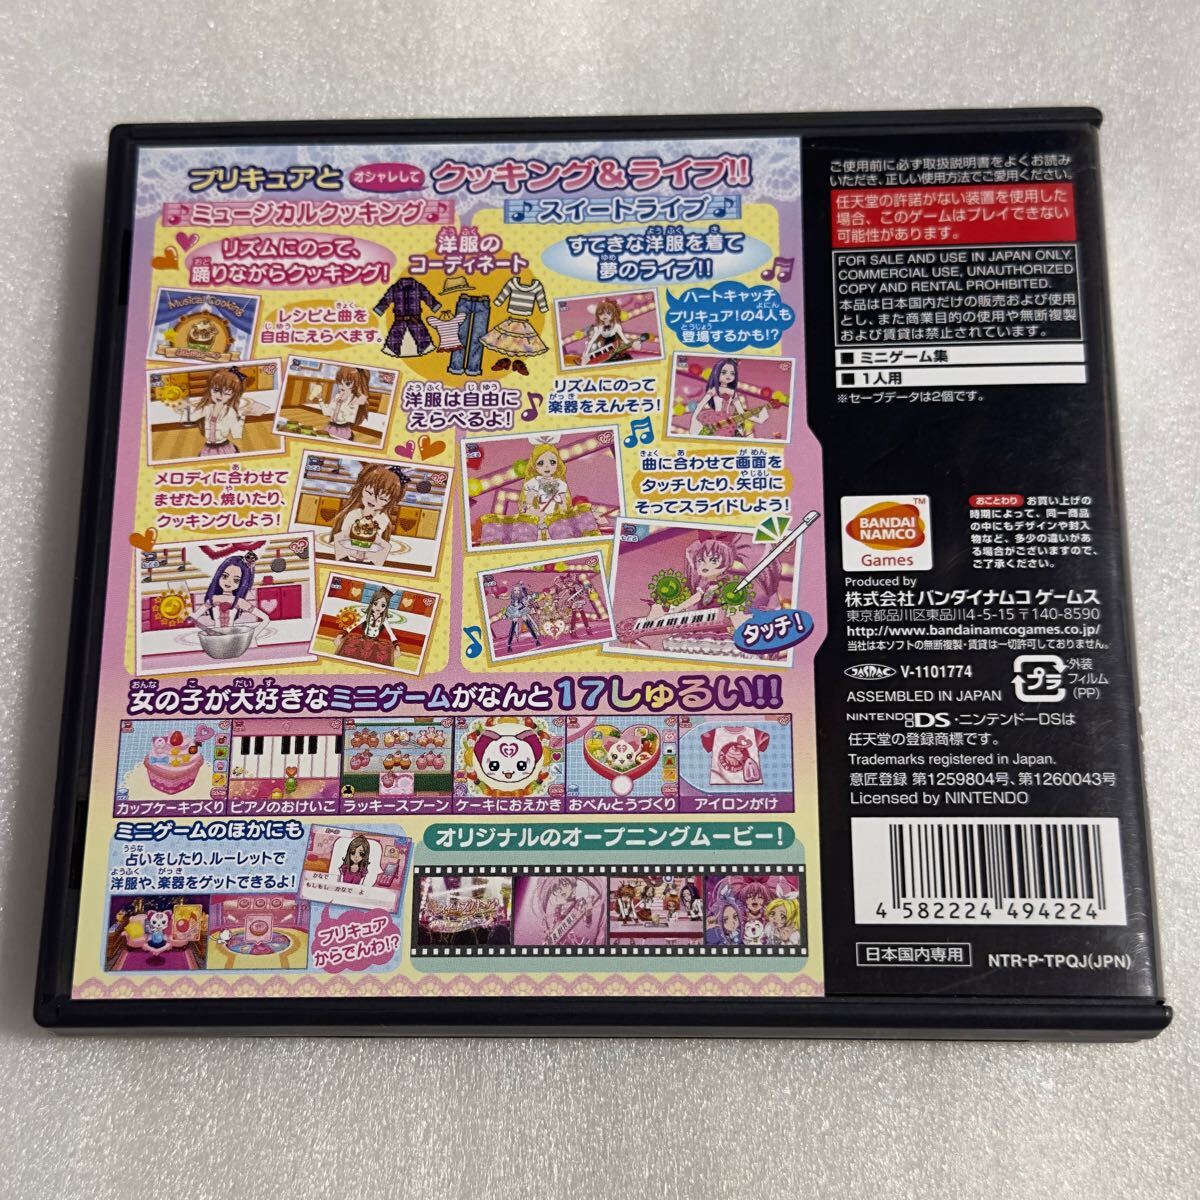 プリキュアと オシャレして クッキング&ライブ!!
ミュージカルクッキング
スイートライブ
リズムにのって、
踊りながらクッキング!
洋服の
コーディネート
すてきな洋服を着て
夢のライブ!!
Musical Cooking
レシピと曲を
自由にえらべます。
ハートキャッチ
プリキュア!の4人も
登場するかも!?
洋服は自由に
えらべるよ!
リズムにのって
楽器をえんそう!
メロディに合わせて
まぜたり、焼いたり、
クッキングしよう!
曲に合わせて画面を
タッチしたり、矢印に
そってスライドしよう!
タッチ!
女の子が大好きなミニゲームがなんと17しゅるい!!
カップケーキづくり
ピアノのおけいこ
ラッキースプーン
ケーキにおえかき
おべんとうづくり
アイロンがけ
ミニゲームのほかにも
占いをしたり、ルーレットで
洋服や、楽器をゲットできるよ!
かなで
もしもし かなで よ
プリキュア
からでんわ!?
オリジナルのオープニングムービー!
ご使用前に必ず取扱説明書をよくお読み
いただき、正しい使用方法でご愛用ください。
任天堂の許諾がない装置を使用した
場合、このゲームはプレイできない
可能性があります。
FOR SALE AND USE IN JAPAN ONLY.
COMMERCIAL USE, UNAUTHORIZED
COPY AND RENTAL PROHIBITED.
本品は日本国内だけの販売および使用
とし、また商業目的の使用や無断複製
および賃貸は禁止されています。
■ ミニゲーム集
■ 1人用
※セーブデータは2個です。
BANDAI
NAMCO
Games
TM
おことわり お買い上げの
時期によって、同一商品
の中にもデザインや封入
物など、多少の違いがあ
る場合がございますので、
ご了承ください。
Produced by
株式会社 バンダイナムコ ゲームス
東京都品川区東品川4-5-15 〒140-8590
http://www.bandainamcogames.co.jp/
当社は本ソフトの無断複製・賃貸は一切許可しておりません。
JASRAC V-1101774
ASSEMBLED IN JAPAN
プラ
外装
フィルム
(PP)
NINTENDO DS・ニンテンドーDSは
任天堂の登録商標です。
Trademarks registered in Japan.
意匠登録 第1259804号、第1260043号
Licensed by NINTENDO
4 582224 494224
日本国内専用
NTR-P-TPQJ(JPN)